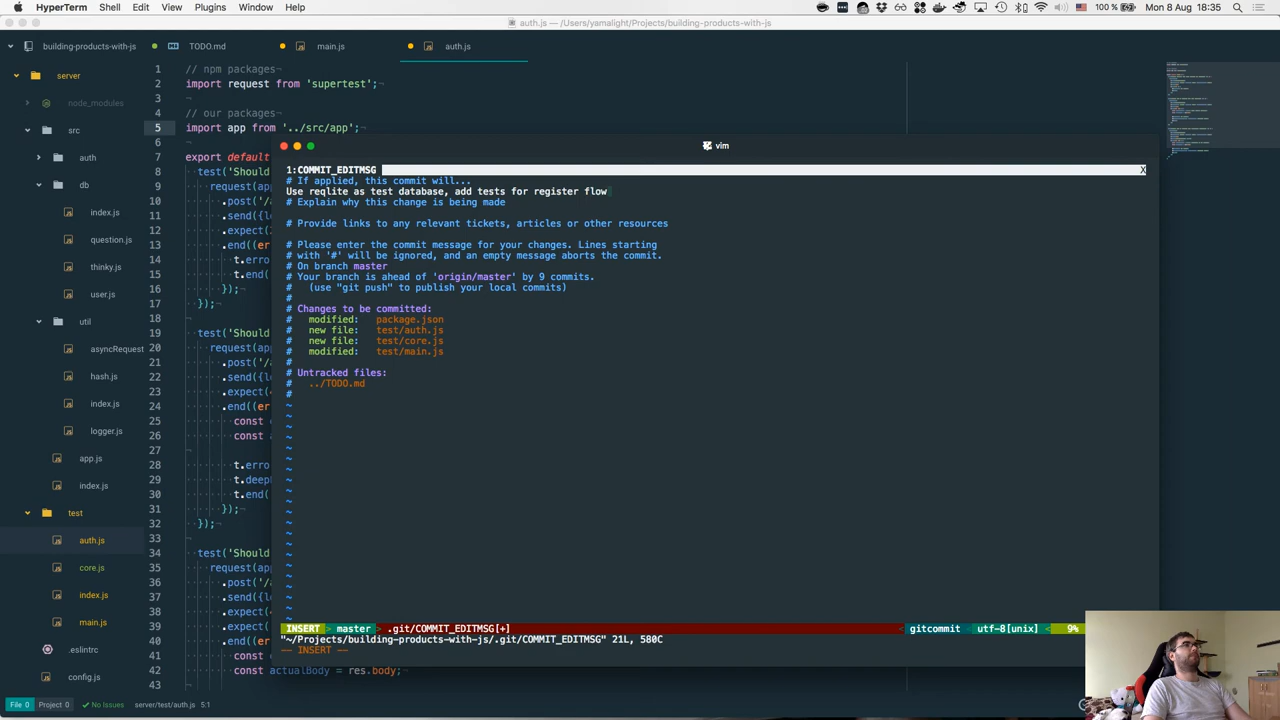 HyperTerm Shell Edit View Plugins Window Help
100 % Mon 8 Aug 18:35
auth.js — /Users/yamalight/Projects/building-products-with-js
building-products-with-js
TODO.md
main.js
auth.js
server
node_modules
src
auth
db
index.js
question.js
thinky.js
user.js
util
asyncRequest
hash.js
index.js
logger.js
app.js
index.js
test
auth.js
core.js
index.js
main.js
.eslintrc
config.js
1 // npm packages¬
2 import request from 'supertest';¬
3 ¬
4 // our packages¬
5 import app from '../src/app';¬
6
7 export default
8 test('Should
9 request(ap
10 .post('/a
11 .send({lo
12 .expect(2
13 .end((er
14 t.erro
15 t.end(
16 });
17 });
18
19 test('Should
20 request(ap
21 .post('/
22 .send({l
23 .expect(4
24 .end((er
25 const
26 const
27
28 t.erro
29 t.deep
30 t.end(
31 });
32 });
33
34 test('Should
35 request(ap
36 .post('/
37 .send({l
38 .expect(4
39 .end((er
40
41 const
42 const actualBody = res.body;
43
vim
1:COMMIT_EDITMSG X
# If applied, this commit will...
Use reqlite as test database, add tests for register flow
# Explain why this change is being made
# Provide links to any relevant tickets, articles or other resources
# Please enter the commit message for your changes. Lines starting
# with '#' will be ignored, and an empty message aborts the commit.
# On branch master
# Your branch is ahead of 'origin/master' by 9 commits.
# (use "git push" to publish your local commits)
#
# Changes to be committed:
# modified: package.json
# new file: test/auth.js
# new file: test/core.js
# modified: test/main.js
#
# Untracked files:
# ../TODO.md
#
INSERT > master > .git/COMMIT_EDITMSG[+] < gitcommit < utf-8[unix] < 9%
"~/Projects/building-products-with-js/.git/COMMIT_EDITMSG" 21L, 580C
-- INSERT --
File 0 Project 0 No Issues server/test/auth.js 5:1